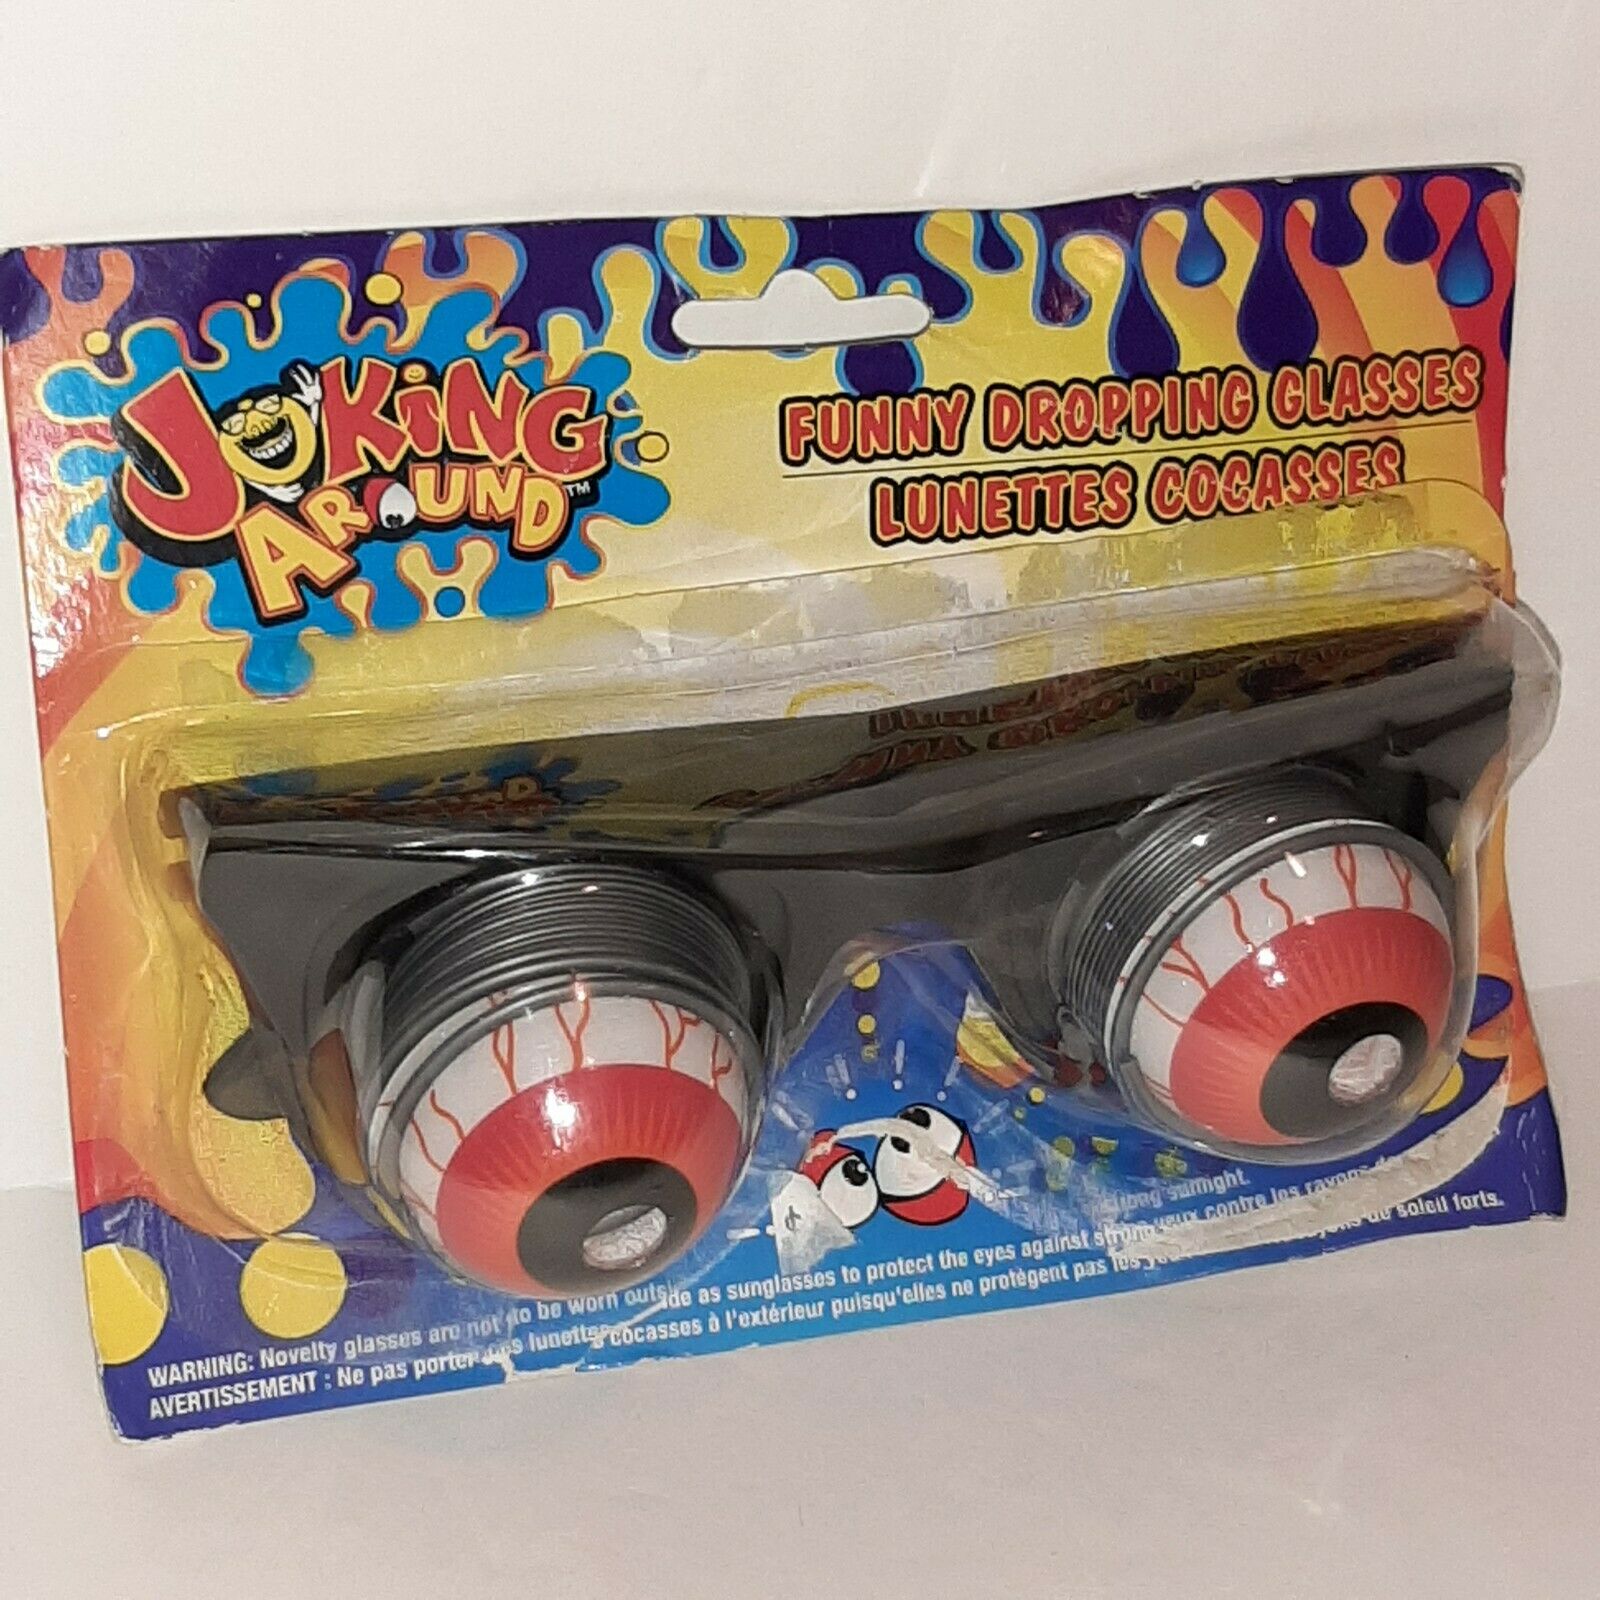 JOKiNG
AROUND™
FUNNY DROPPING GLASSES
LUNETTES COCASSES
WARNING: Novelty glasses are not to be worn outside as sunglasses to protect the eyes against strong sunlight.
AVERTISSEMENT : Ne pas porter lunettes cocasses à l'extérieur puisqu'elles ne protègent pas les yeux contre les rayons de soleil forts.